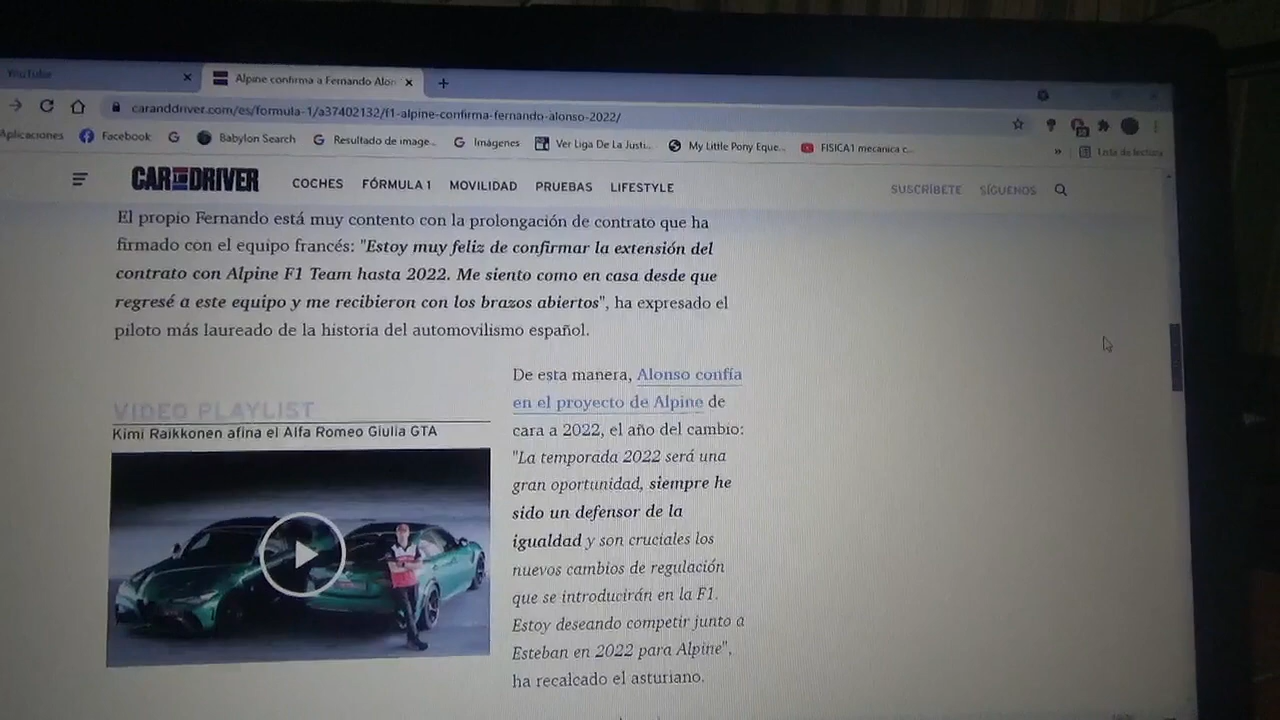 YouTube
Alpine confirma a Fernando Alon
caranddriver.com/es/formula-1/a37402132/f1-alpine-confirma-fernando-alonso-2022/
Aplicaciones Facebook Babylon Search Resultado de image... Imágenes Ver Liga De La Justi... My Little Pony Eque... FISICA1 mecanica c... » Lista de lectura
CAR AND DRIVER COCHES FÓRMULA 1 MOVILIDAD PRUEBAS LIFESTYLE SUSCRÍBETE SÍGUENOS
El propio Fernando está muy contento con la prolongación de contrato que ha
firmado con el equipo francés: "Estoy muy feliz de confirmar la extensión del
contrato con Alpine F1 Team hasta 2022. Me siento como en casa desde que
regresé a este equipo y me recibieron con los brazos abiertos", ha expresado el
piloto más laureado de la historia del automovilismo español.
VIDEO PLAYLIST
Kimi Raikkonen afina el Alfa Romeo Giulia GTA
De esta manera, Alonso confía
en el proyecto de Alpine de
cara a 2022, el año del cambio:
"La temporada 2022 será una
gran oportunidad, siempre he
sido un defensor de la
igualdad y son cruciales los
nuevos cambios de regulación
que se introducirán en la F1.
Estoy deseando competir junto a
Esteban en 2022 para Alpine",
ha recalcado el asturiano.